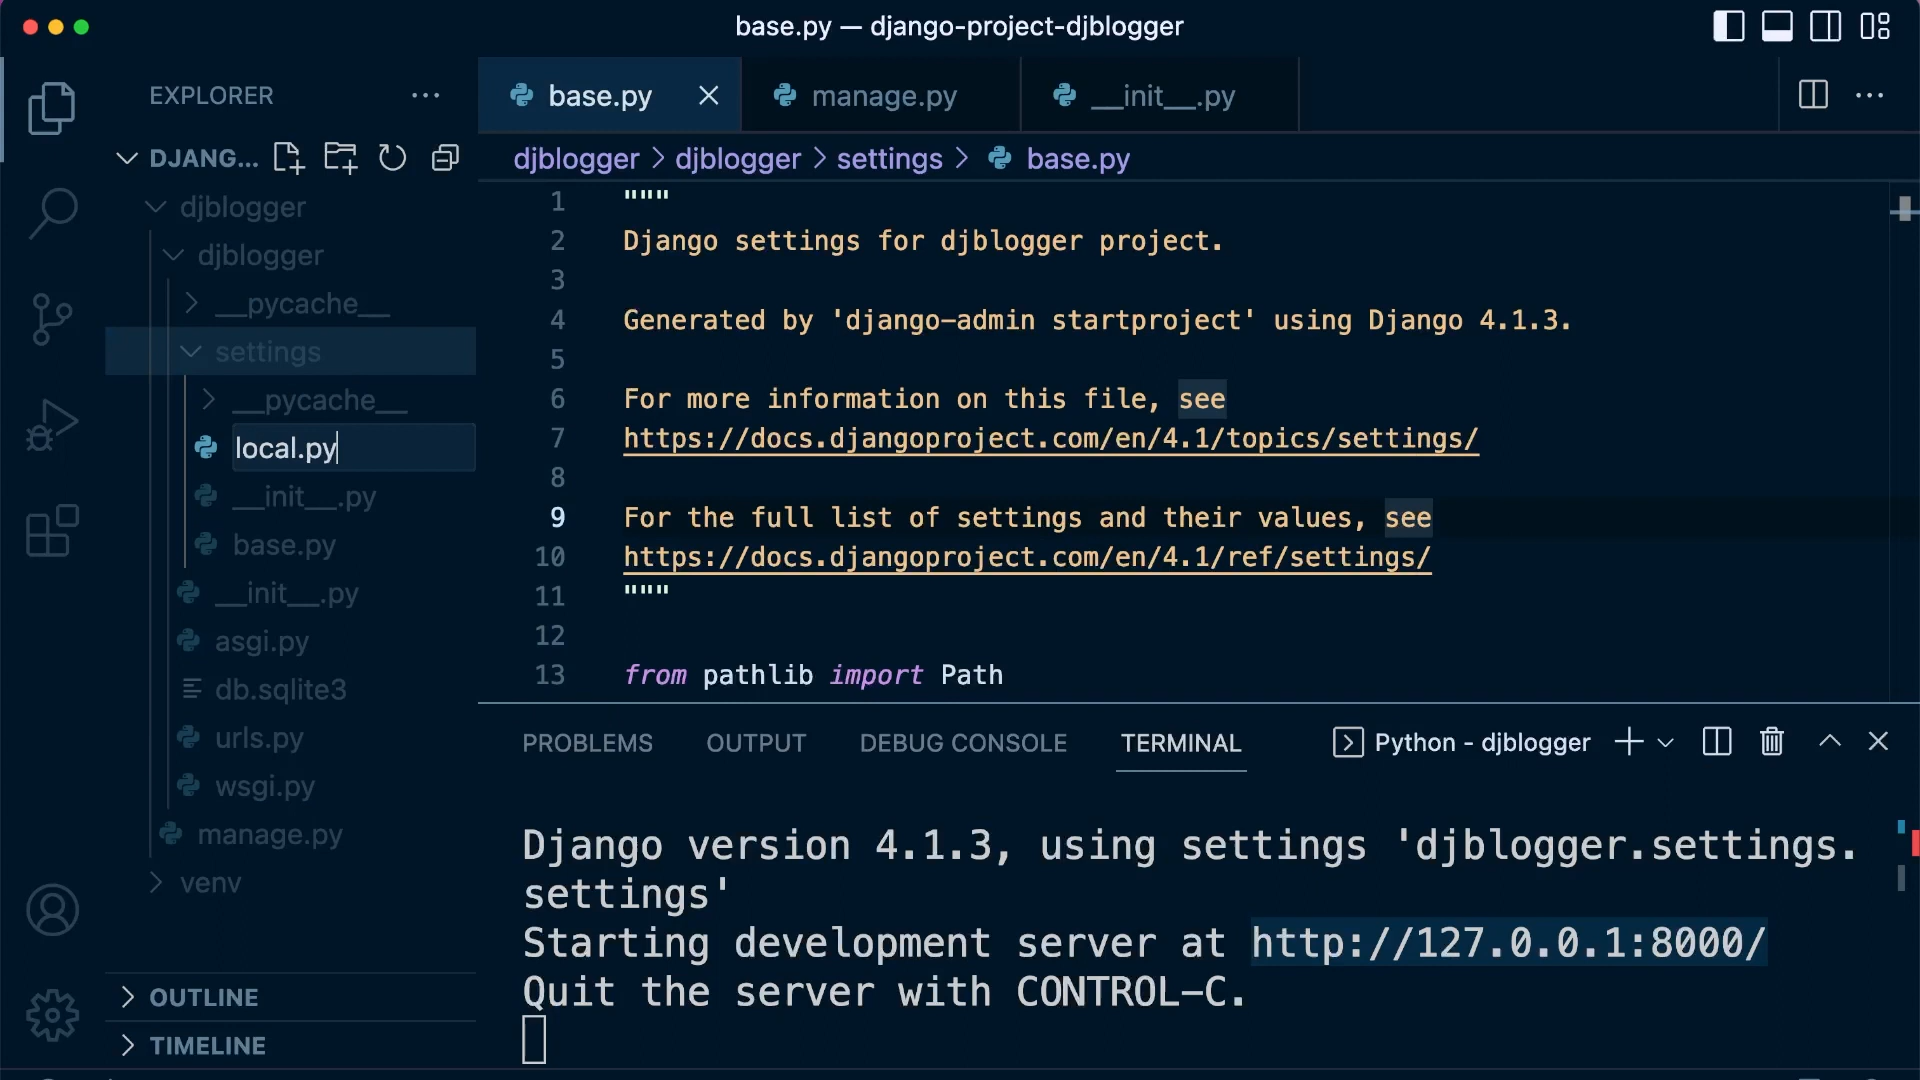 base.py — django-project-djblogger
EXPLORER
base.py
manage.py
__init__.py
DJANG...
djblogger > djblogger > settings > base.py
djblogger
djblogger
__pycache__
settings
__pycache__
local.py
__init__.py
base.py
__init__.py
asgi.py
db.sqlite3
urls.py
wsgi.py
manage.py
venv
OUTLINE
TIMELINE
1 """
2 Django settings for djblogger project.
3
4 Generated by 'django-admin startproject' using Django 4.1.3.
5
6 For more information on this file, see
7 https://docs.djangoproject.com/en/4.1/topics/settings/
8
9 For the full list of settings and their values, see
10 https://docs.djangoproject.com/en/4.1/ref/settings/
11 """
12
13 from pathlib import Path
PROBLEMS
OUTPUT
DEBUG CONSOLE
TERMINAL
Python - djblogger
Django version 4.1.3, using settings 'djblogger.settings.
settings'
Starting development server at http://127.0.0.1:8000/
Quit the server with CONTROL-C.